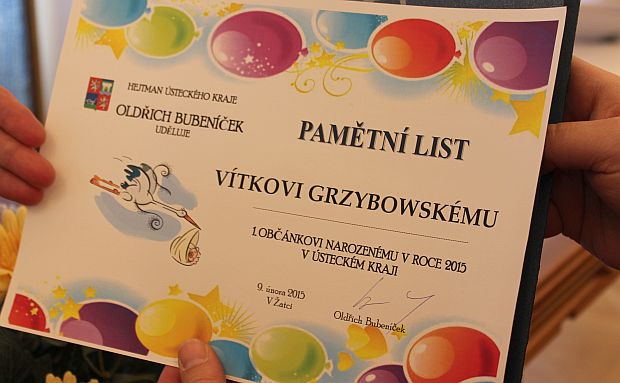 HEJTMAN ÚSTECKÉHO KRAJE
OLDŘICH BUBENÍČEK
UDĚLUJE
PAMĚTNÍ LIST
VÍTKOVI GRZYBOWSKÉMU
1. OBČÁNKOVI NAROZENÉMU V ROCE 2015
V ÚSTECKÉM KRAJI
9. února 2015
V Žatci
Oldřich Bubeníček